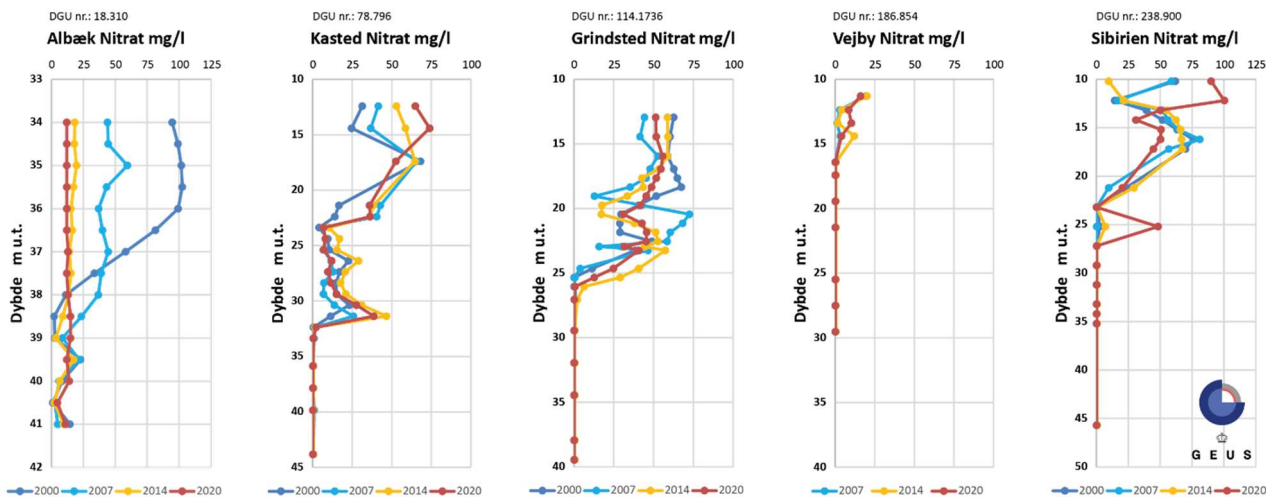 DGU nr.: 18.310
Albæk Nitrat mg/l
0 25 50 75 100 125
33
34
35
36
37
38
39
40
41
42
Dybde m u.t.
2000 2007 2014 2020
DGU nr.: 78.796
Kasted Nitrat mg/l
0 25 50 75 100
10
15
20
25
30
35
40
45
Dybde m u.t.
2000 2007 2014 2020
DGU nr.: 114.1736
Grindsted Nitrat mg/l
0 25 50 75 100
10
15
20
25
30
35
40
Dybde m u.t.
2000 2007 2014 2020
DGU nr.: 186.854
Vejby Nitrat mg/l
0 25 50 75 100
10
15
20
25
30
35
40
Dybde m u.t.
2007 2014 2020
DGU nr.: 238.900
Sibirien Nitrat mg/l
0 25 50 75 100 125
10
15
20
25
30
35
40
45
50
Dybde m u.t.
2000 2007 2014 2020
G E U S